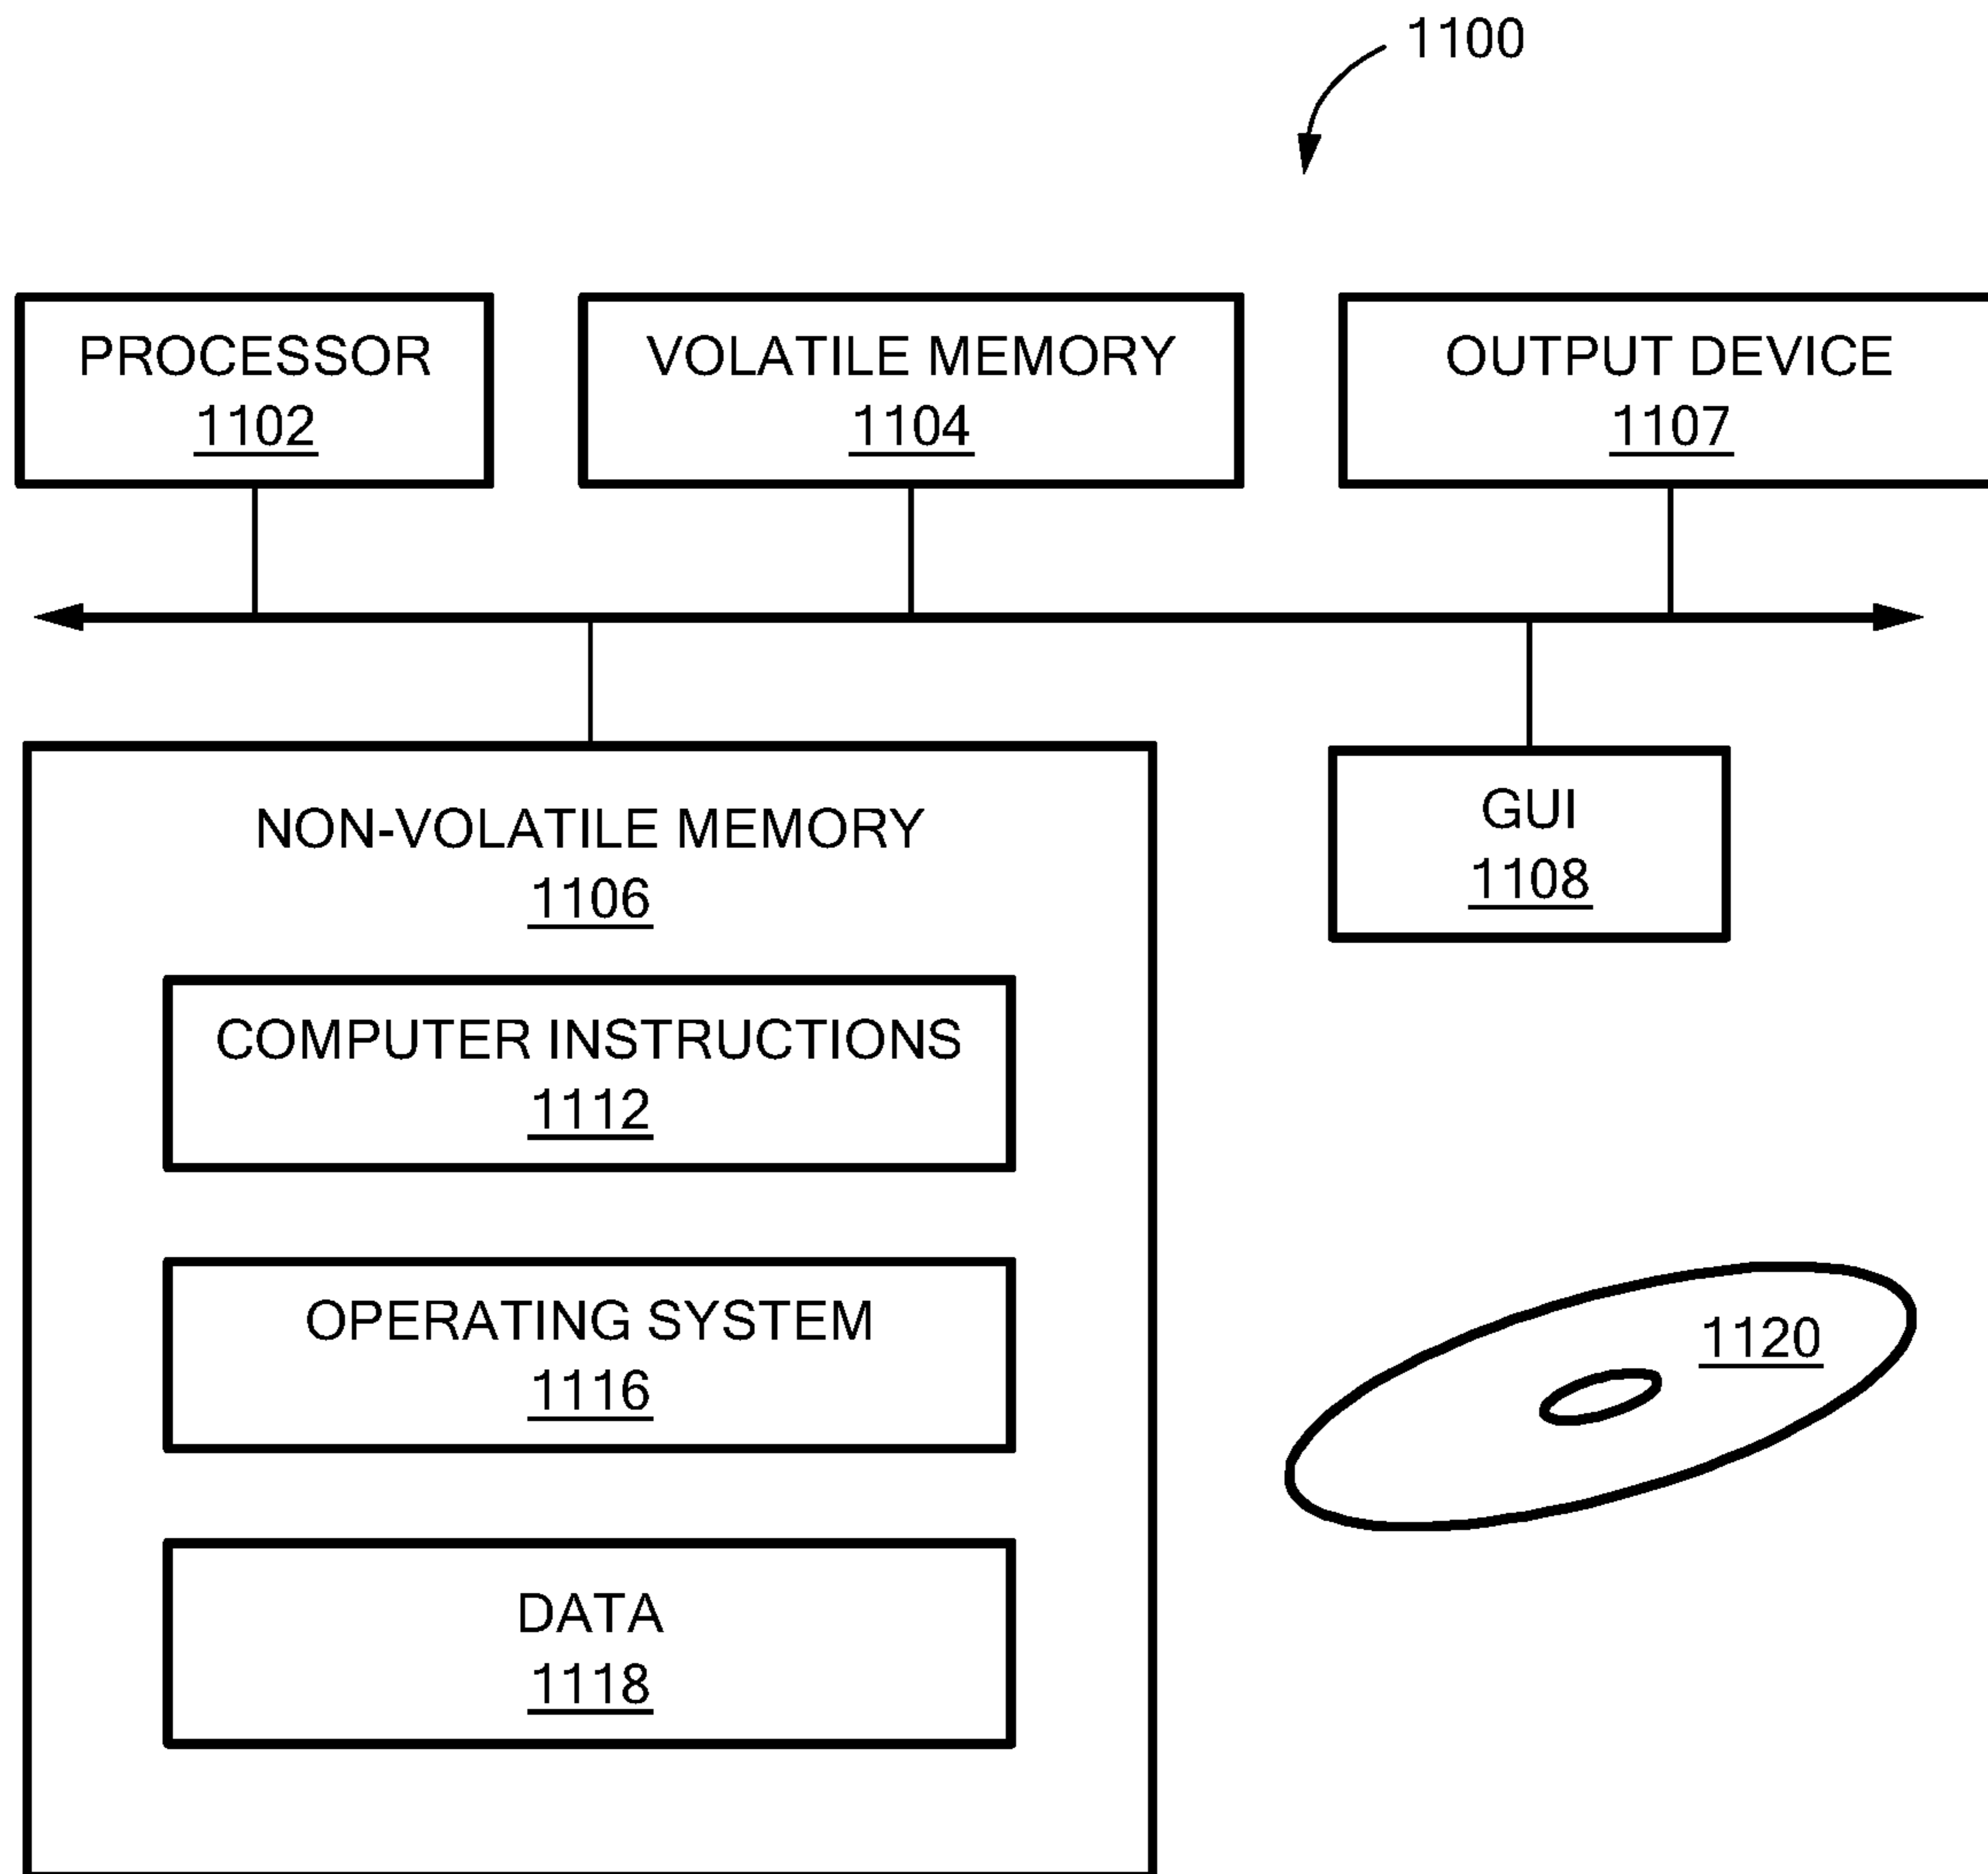 1100
PROCESSOR
1102
VOLATILE MEMORY
1104
OUTPUT DEVICE
1107
NON-VOLATILE MEMORY
1106
GUI
1108
COMPUTER INSTRUCTIONS
1112
OPERATING SYSTEM
1116
1120
DATA
1118